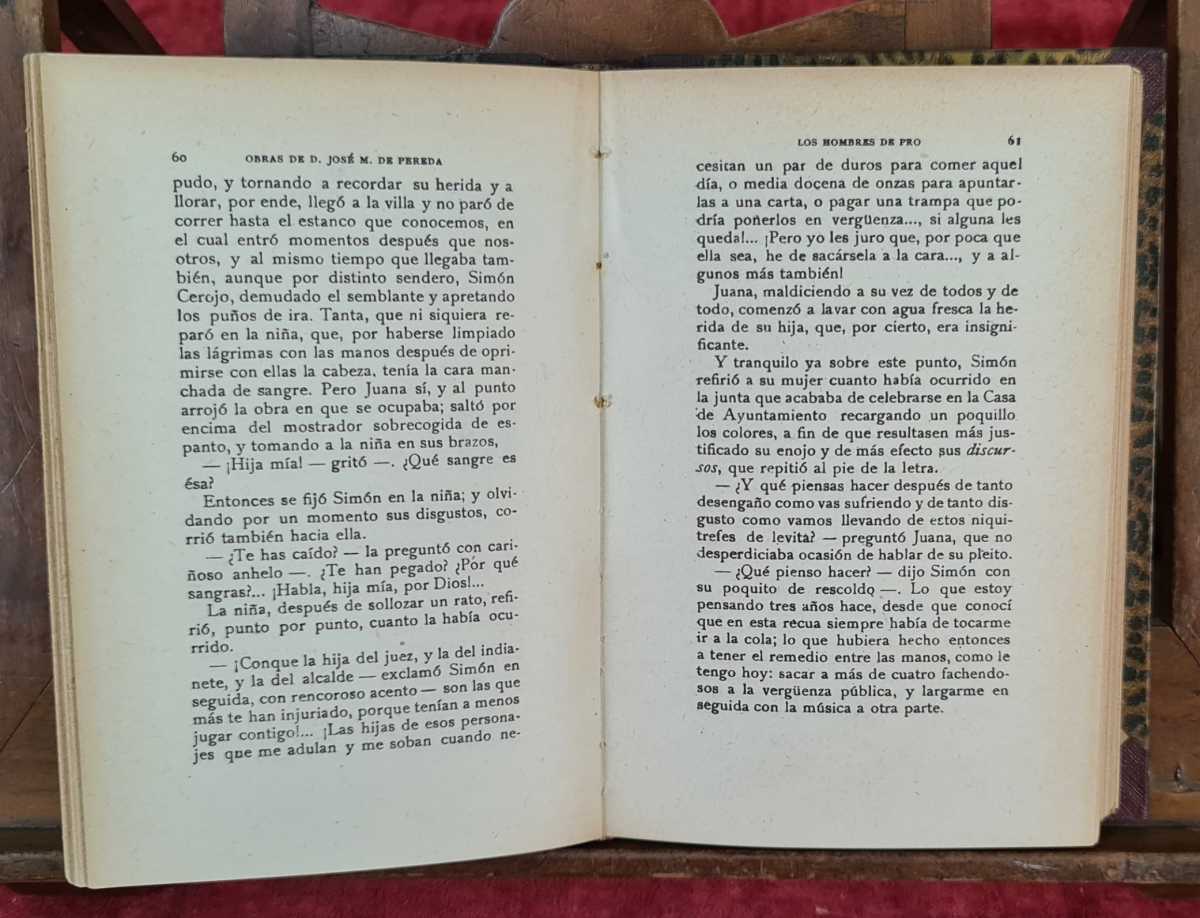 60 OBRAS DE D. JOSÉ M. DE PEREDA
pudo, y tornando a recordar su herida y a
llorar, por ende, llegó a la villa y no paró de
correr hasta el estanco que conocemos, en
el cual entró momentos después que nos-
otros, y al mismo tiempo que llegaba tam-
bién, aunque por distinto sendero, Simón
Cerojo, demudado el semblante y apretando
los puños de ira. Tanta, que ni siquiera re-
paró en la niña, que, por haberse limpiado
las lágrimas con las manos después de opri-
mirse con ellas la cabeza, tenía la cara man-
chada de sangre. Pero Juana sí, y al punto
arrojó la obra en que se ocupaba; saltó por
encima del mostrador sobrecogida de es-
panto, y tomando a la niña en sus brazos,
— ¡Hija mía! — gritó —. ¿Qué sangre es
ésa?
Entonces se fijó Simón en la niña; y olvi-
dando por un momento sus disgustos, co-
rrió también hacia ella.
— ¿Te has caído? — la preguntó con cari-
ñoso anhelo —. ¿Te han pegado? ¿Por qué
sangras?... ¡Habla, hija mía, por Dios!...
La niña, después de sollozar un rato, refi-
rió, punto por punto, cuanto la había ocu-
rrido.
— ¡Conque la hija del juez, y la del india-
nete, y la del alcalde — exclamó Simón en
seguida, con rencoroso acento — son las que
más te han injuriado, porque tenían a menos
jugar contigo!... ¡Las hijas de esos persona-
jes que me adulan y me soban cuando ne-
LOS HOMBRES DE PRO 61
cesitan un par de duros para comer aquel
día, o media docena de onzas para apuntar-
las a una carta, o pagar una trampa que po-
dría poñerlos en vergüenza..., si alguna les
queda!... ¡Pero yo les juro que, por poca que
ella sea, he de sacársela a la cara..., y a al-
gunos más también!
Juana, maldiciendo a su vez de todos y de
todo, comenzó a lavar con agua fresca la he-
rida de su hija, que, por cierto, era insigni-
ficante.
Y tranquilo ya sobre este punto, Simón
refirió a su mujer cuanto había ocurrido en
la junta que acababa de celebrarse en la Casa
de Ayuntamiento recargando un poquillo
los colores, a fin de que resultasen más jus-
tificado su enojo y de más efecto sus discur-
sos, que repitió al pie de la letra.
— ¿Y qué piensas hacer después de tanto
desengaño como vas sufriendo y de tanto dis-
gusto como vamos llevando de estos niqui-
trefes de levita? — preguntó Juana, que no
desperdiciaba ocasión de hablar de su pleito.
— ¿Qué pienso hacer? — dijo Simón con
su poquito de rescoldo —. Lo que estoy
pensando tres años hace, desde que conocí
que en esta recua siempre había de tocarme
ir a la cola; lo que hubiera hecho entonces
a tener el remedio entre las manos, como le
tengo hoy: sacar a más de cuatro fachendo-
sos a la vergüenza pública, y largarme en
seguida con la música a otra parte.